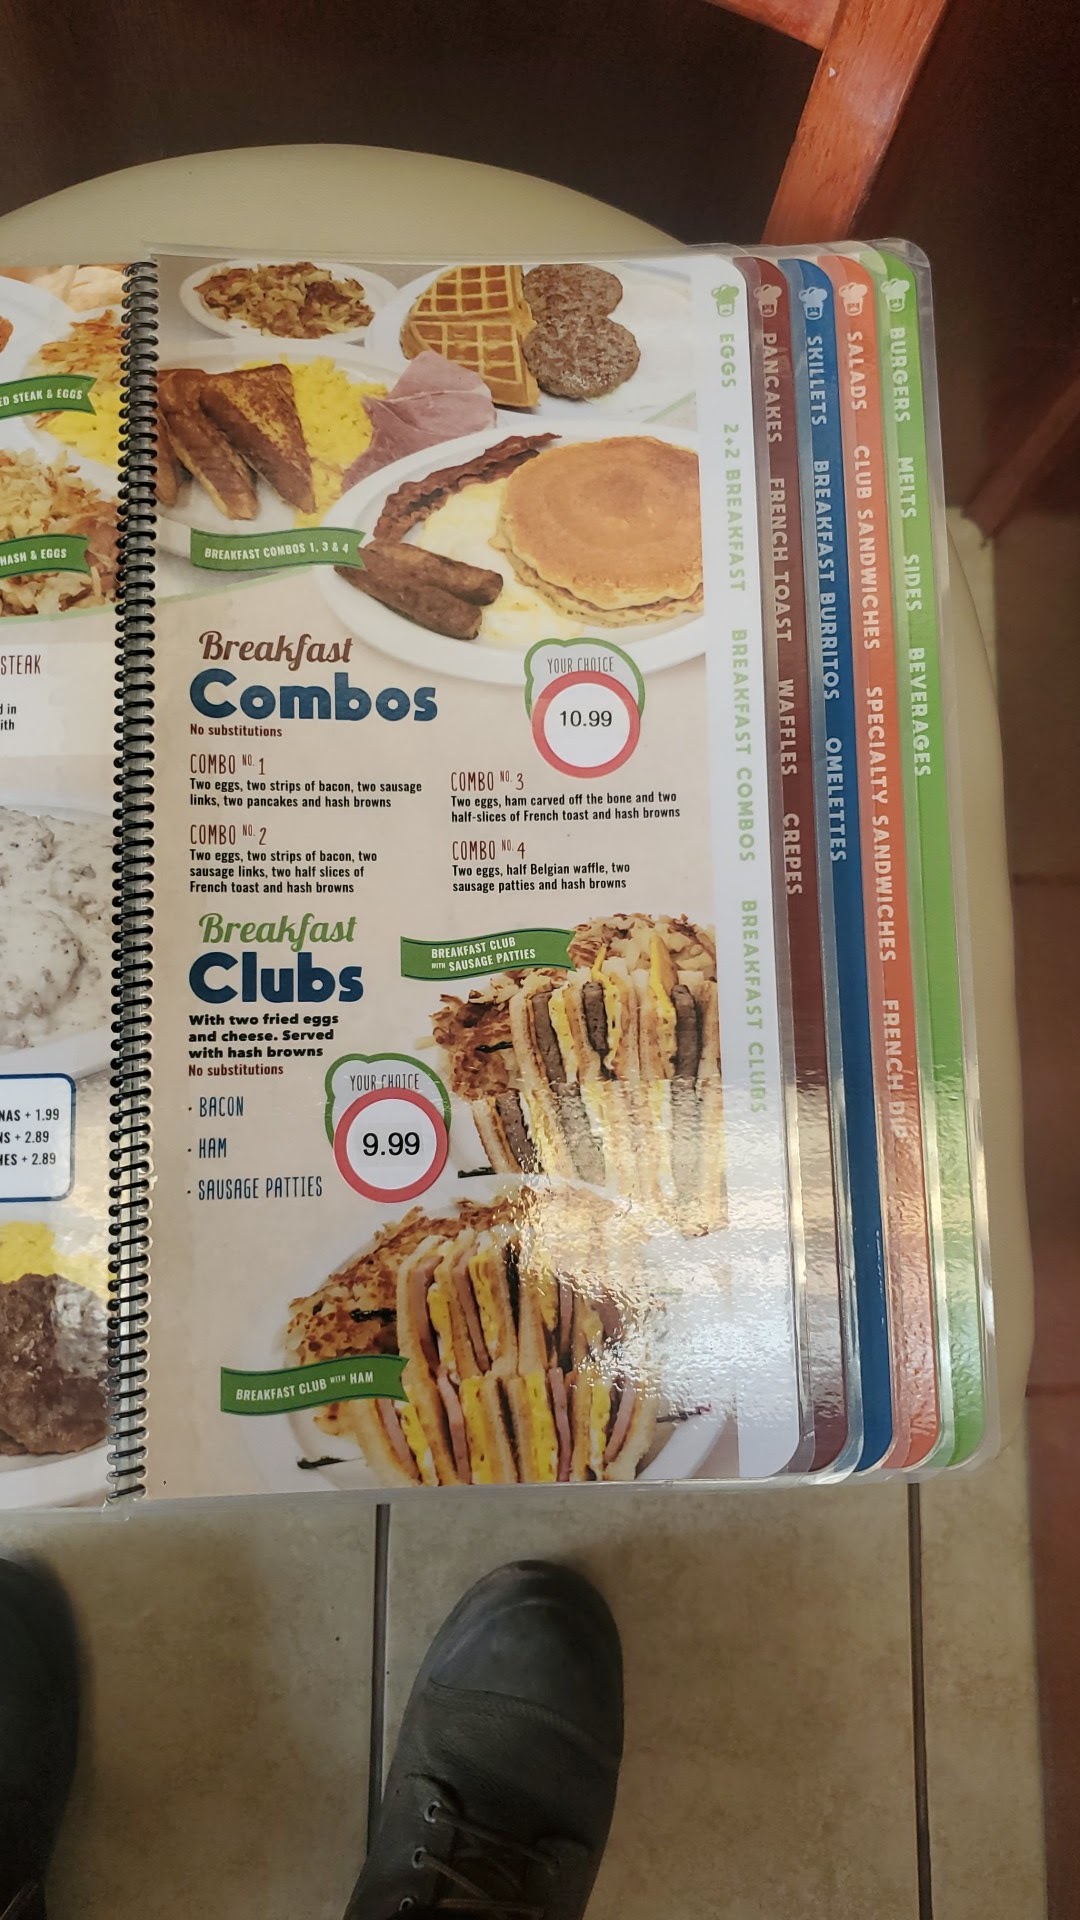 ED STEAK & EGGS
HASH & EGGS
STEAK
d in
ith
NAS + 1.99
NS + 2.89
HES + 2.89
BREAKFAST COMBOS 1, 3 & 4
Breakfast
Combos
No substitutions
YOUR CHOICE
10.99
COMBO NO. 1
Two eggs, two strips of bacon, two sausage
links, two pancakes and hash browns
COMBO NO. 2
Two eggs, two strips of bacon, two
sausage links, two half slices of
French toast and hash browns
COMBO NO. 3
Two eggs, ham carved off the bone and two
half-slices of French toast and hash browns
COMBO NO. 4
Two eggs, half Belgian waffle, two
sausage patties and hash browns
Breakfast
Clubs
With two fried eggs
and cheese. Served
with hash browns
No substitutions
YOUR CHOICE
9.99
· BACON
· HAM
· SAUSAGE PATTIES
BREAKFAST CLUB
WITH SAUSAGE PATTIES
BREAKFAST CLUB WITH HAM
EGGS 2+2 BREAKFAST BREAKFAST COMBOS BREAKFAST CLUBS
PANCAKES FRENCH TOAST WAFFLES CREPES
SKILLETS BREAKFAST BURRITOS OMELETTES
SALADS CLUB SANDWICHES SPECIALTY SANDWICHES FRENCH DIP
BURGERS MELTS SIDES BEVERAGES